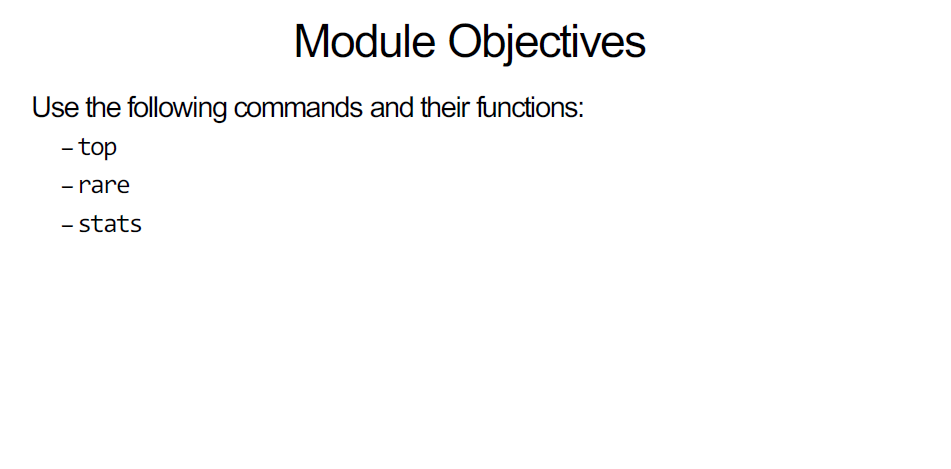 Module Objectives
Use the following commands and their functions:
– top
– rare
– stats